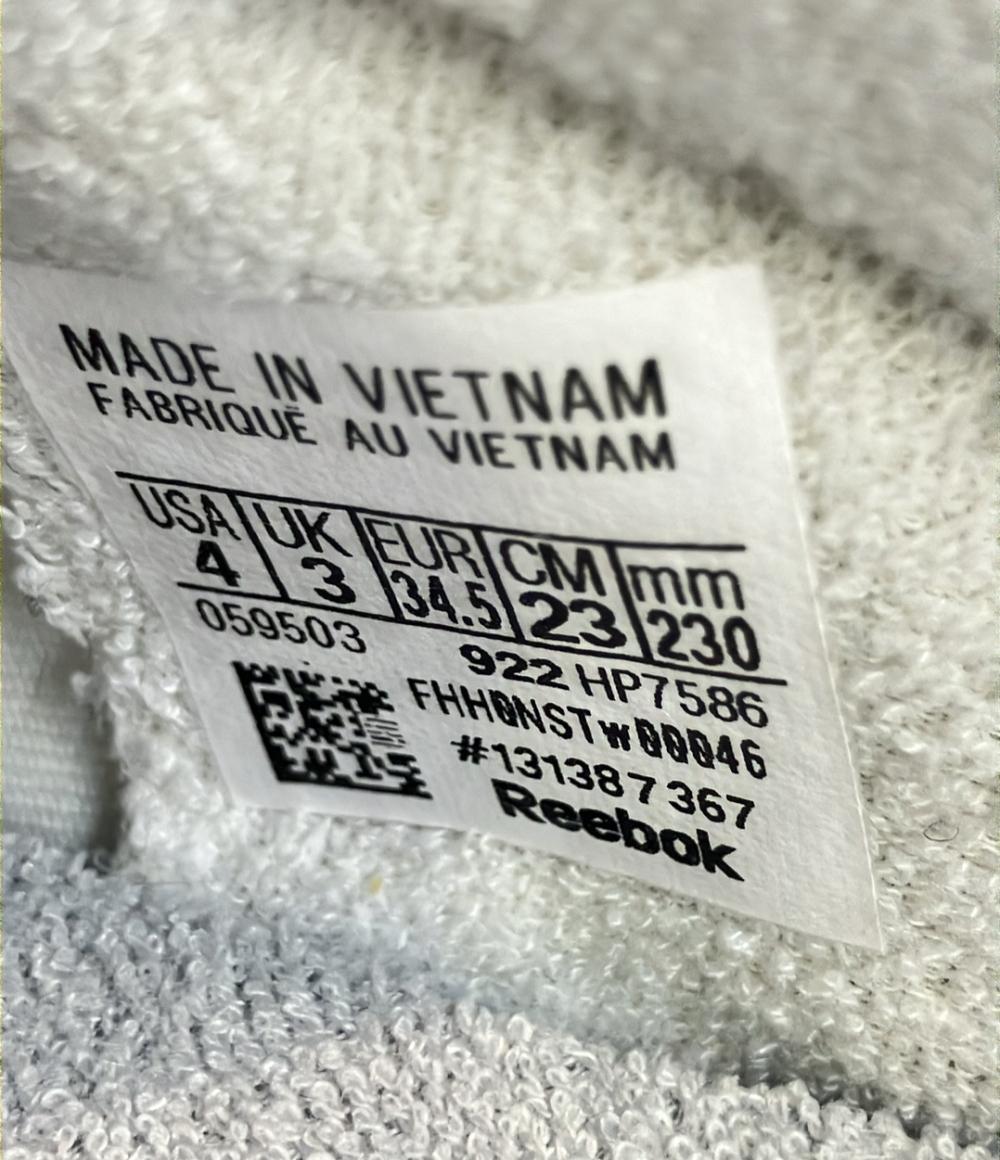 MADE IN VIETNAM
FABRIQUÉ AU VIETNAM
USA UK EUR CM mm
4 3 34.5 23 230
059503
922 HP7586
FHH0NSTW00046
#131387367
Reebok